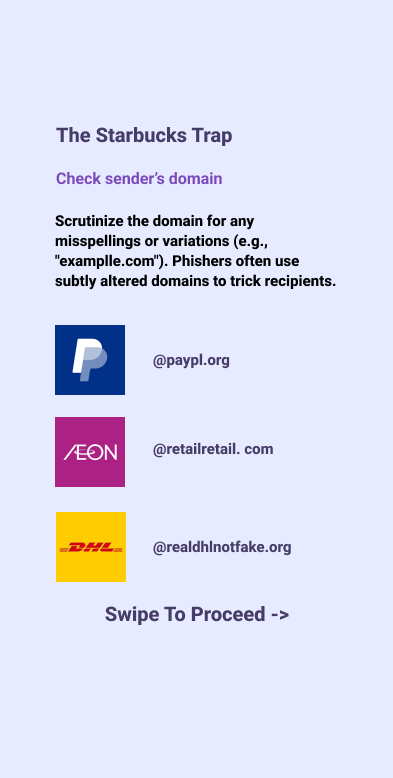 The Starbucks Trap
Check sender's domain
Scrutinize the domain for any
misspellings or variations (e.g.,
"examplle.com"). Phishers often use
subtly altered domains to trick recipients.
@paypl.org
ÆON
@retailretail. com
DHL
@realdhlnotfake.org
Swipe To Proceed ->